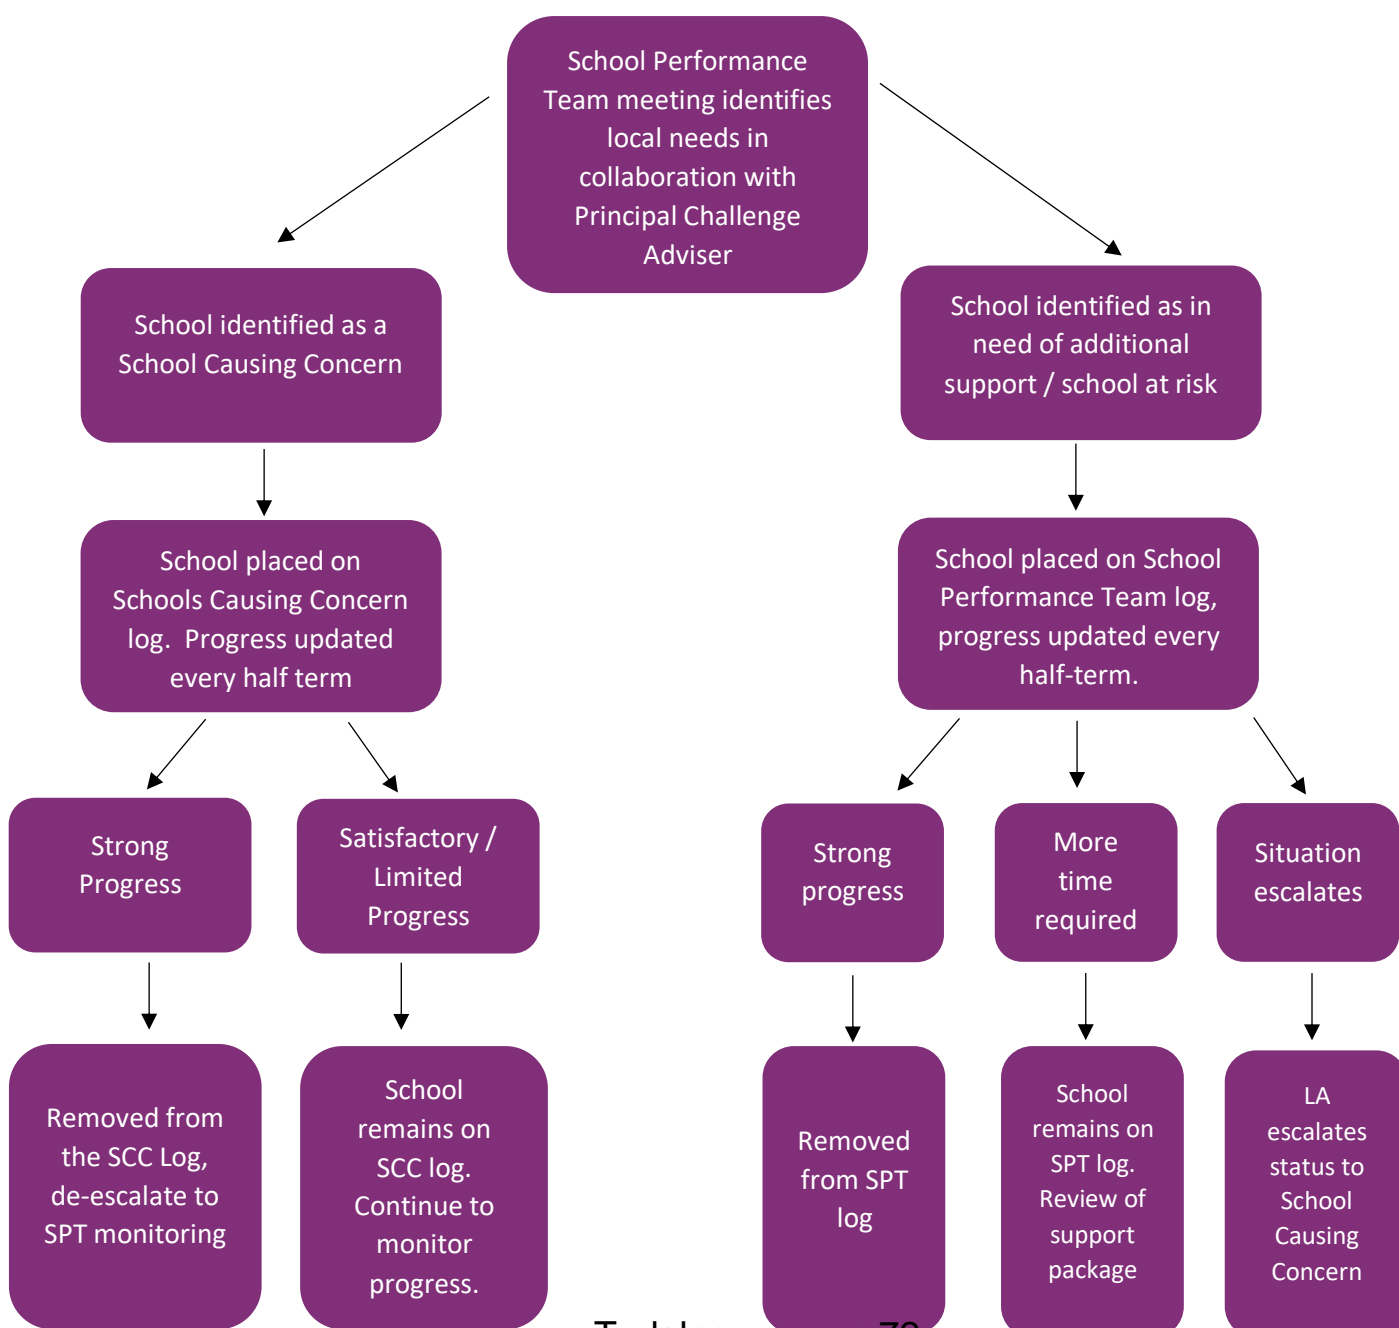 School Performance
Team meeting identifies
local needs in
collaboration with
Principal Challenge
Adviser
School identified as a
School Causing Concern
School identified as in
need of additional
support / school at risk
School placed on
Schools Causing Concern
log.  Progress updated
every half term
School placed on School
Performance Team log,
progress updated every
half-term.
Strong
Progress
Satisfactory /
Limited
Progress
Strong
progress
More
time
required
Situation
escalates
Removed from
the SCC Log,
de-escalate to
SPT monitoring
School
remains on
SCC log.
Continue to
monitor
progress.
Removed
from SPT
log
School
remains on
SPT log.
Review of
support
package
LA
escalates
status to
School
Causing
Concern